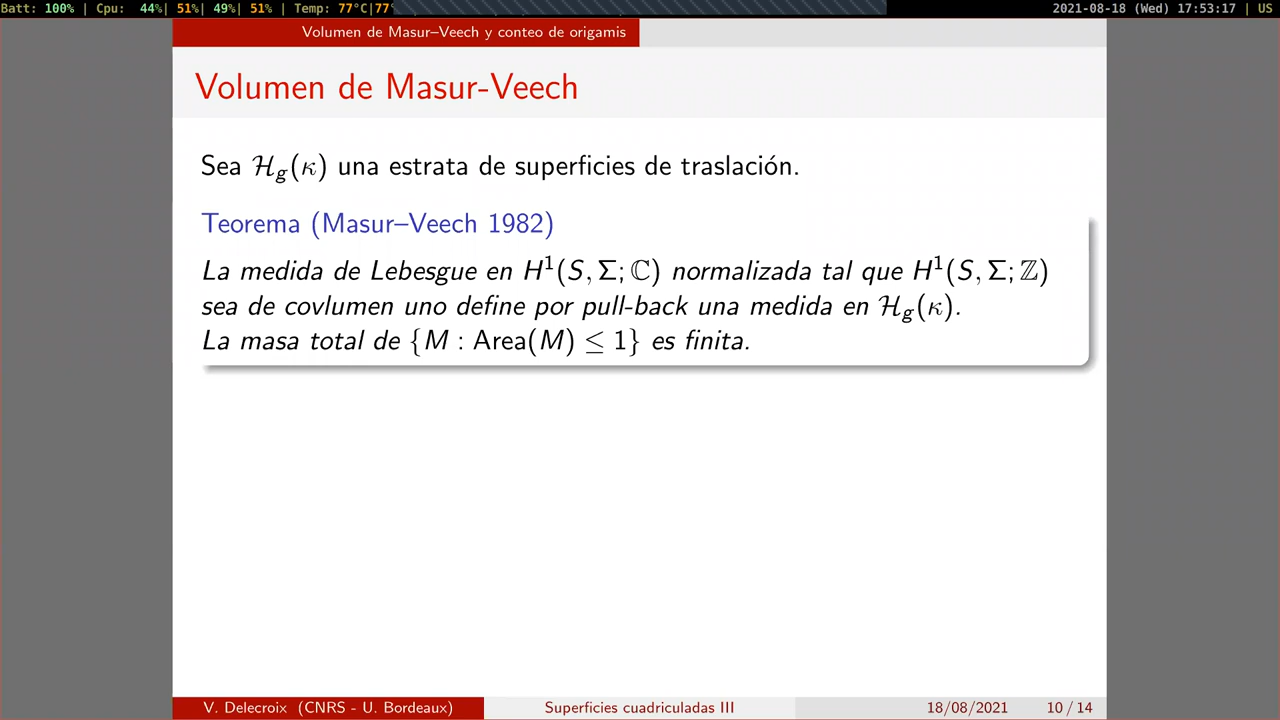 Batt: 100% | Cpu: 44%| 51%| 49%| 51% | Temp: 77°C|77° 2021-08-18 (Wed) 17:53:17 | US
Volumen de Masur–Veech y conteo de origamis
Volumen de Masur-Veech
Sea ℋ_g(κ) una estrata de superficies de traslación.
Teorema (Masur–Veech 1982)
La medida de Lebesgue en H¹(S, Σ; ℂ) normalizada tal que H¹(S, Σ; ℤ)
sea de covlumen uno define por pull-back una medida en ℋ_g(κ).
La masa total de {M : Area(M) ≤ 1} es finita.
V. Delecroix (CNRS - U. Bordeaux) Superficies cuadriculadas III 18/08/2021 10 / 14